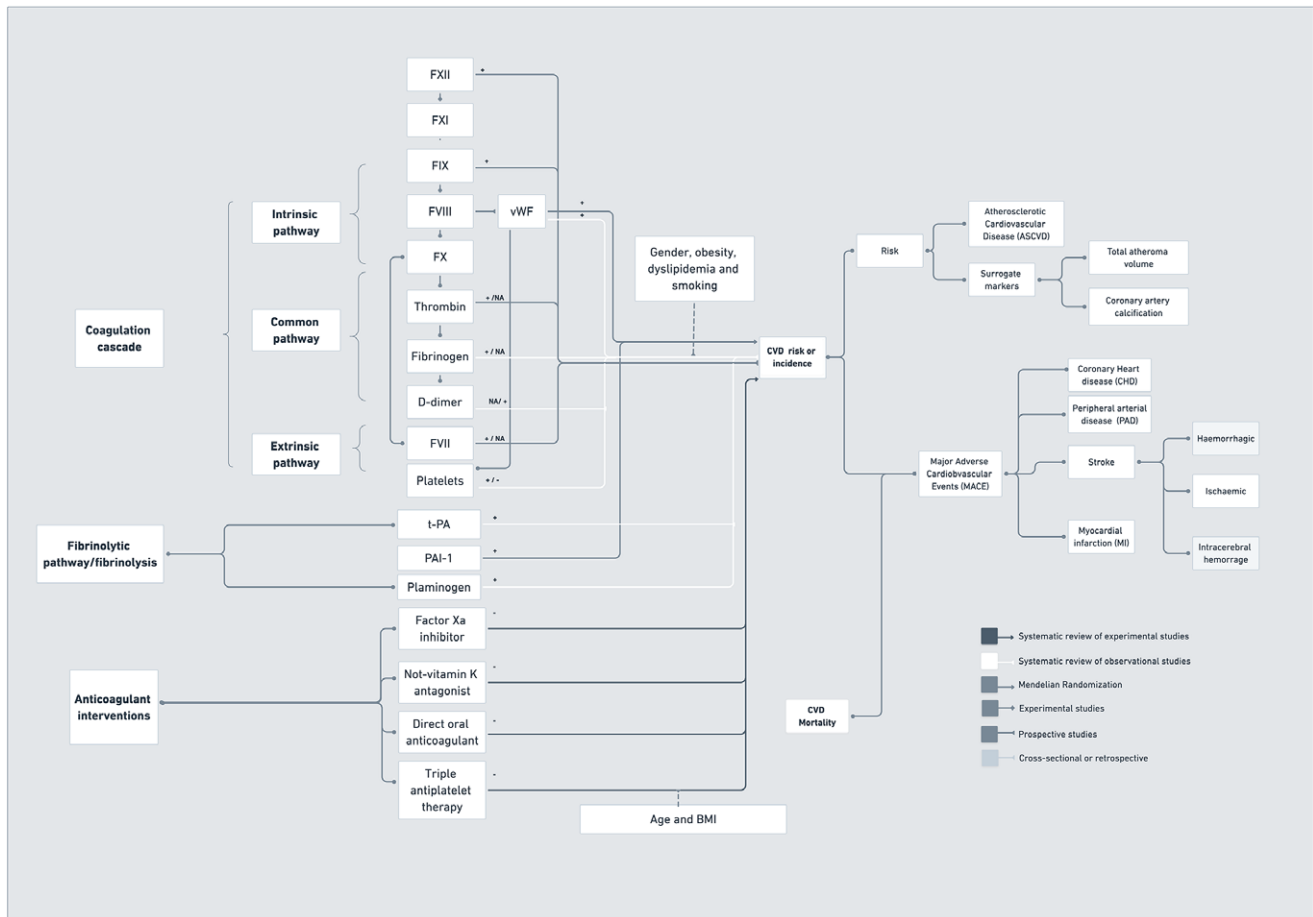 FXII
+
FXI
FIX
+
FVIII
vWF
+
+
FX
Thrombin
+ /NA
Fibrinogen
+ / NA
D-dimer
NA/ +
FVII
+ / NA
Platelets
+ / -
Intrinsic
pathway
Common
pathway
Extrinsic
pathway
Coagulation
cascade
Fibrinolytic
pathway/fibrinolysis
t-PA
+
PAI-1
+
Plaminogen
+
Anticoagulant
interventions
Factor Xa
inhibitor
-
Not-vitamin K
antagonist
-
Direct oral
anticoagulant
-
Triple
antiplatelet
therapy
-
Gender, obesity,
dyslipidemia and
smoking
Age and BMI
CVD risk or
incidence
CVD
Mortality
Risk
Atherosclerotic
Cardiovascular
Disease (ASCVD)
Surrogate
markers
Total atheroma
volume
Coronary artery
calcification
Major Adverse
Cardiobvascular
Events (MACE)
Coronary Heart
disease (CHD)
Peripheral arterial
disease (PAD)
Stroke
Myocardial
infarction (MI)
Haemorrhagic
Ischaemic
Intracerebral
hemorrage
Systematic review of experimental studies
Systematic review of observational studies
Mendelian Randomization
Experimental studies
Prospective studies
Cross-sectional or retrospective